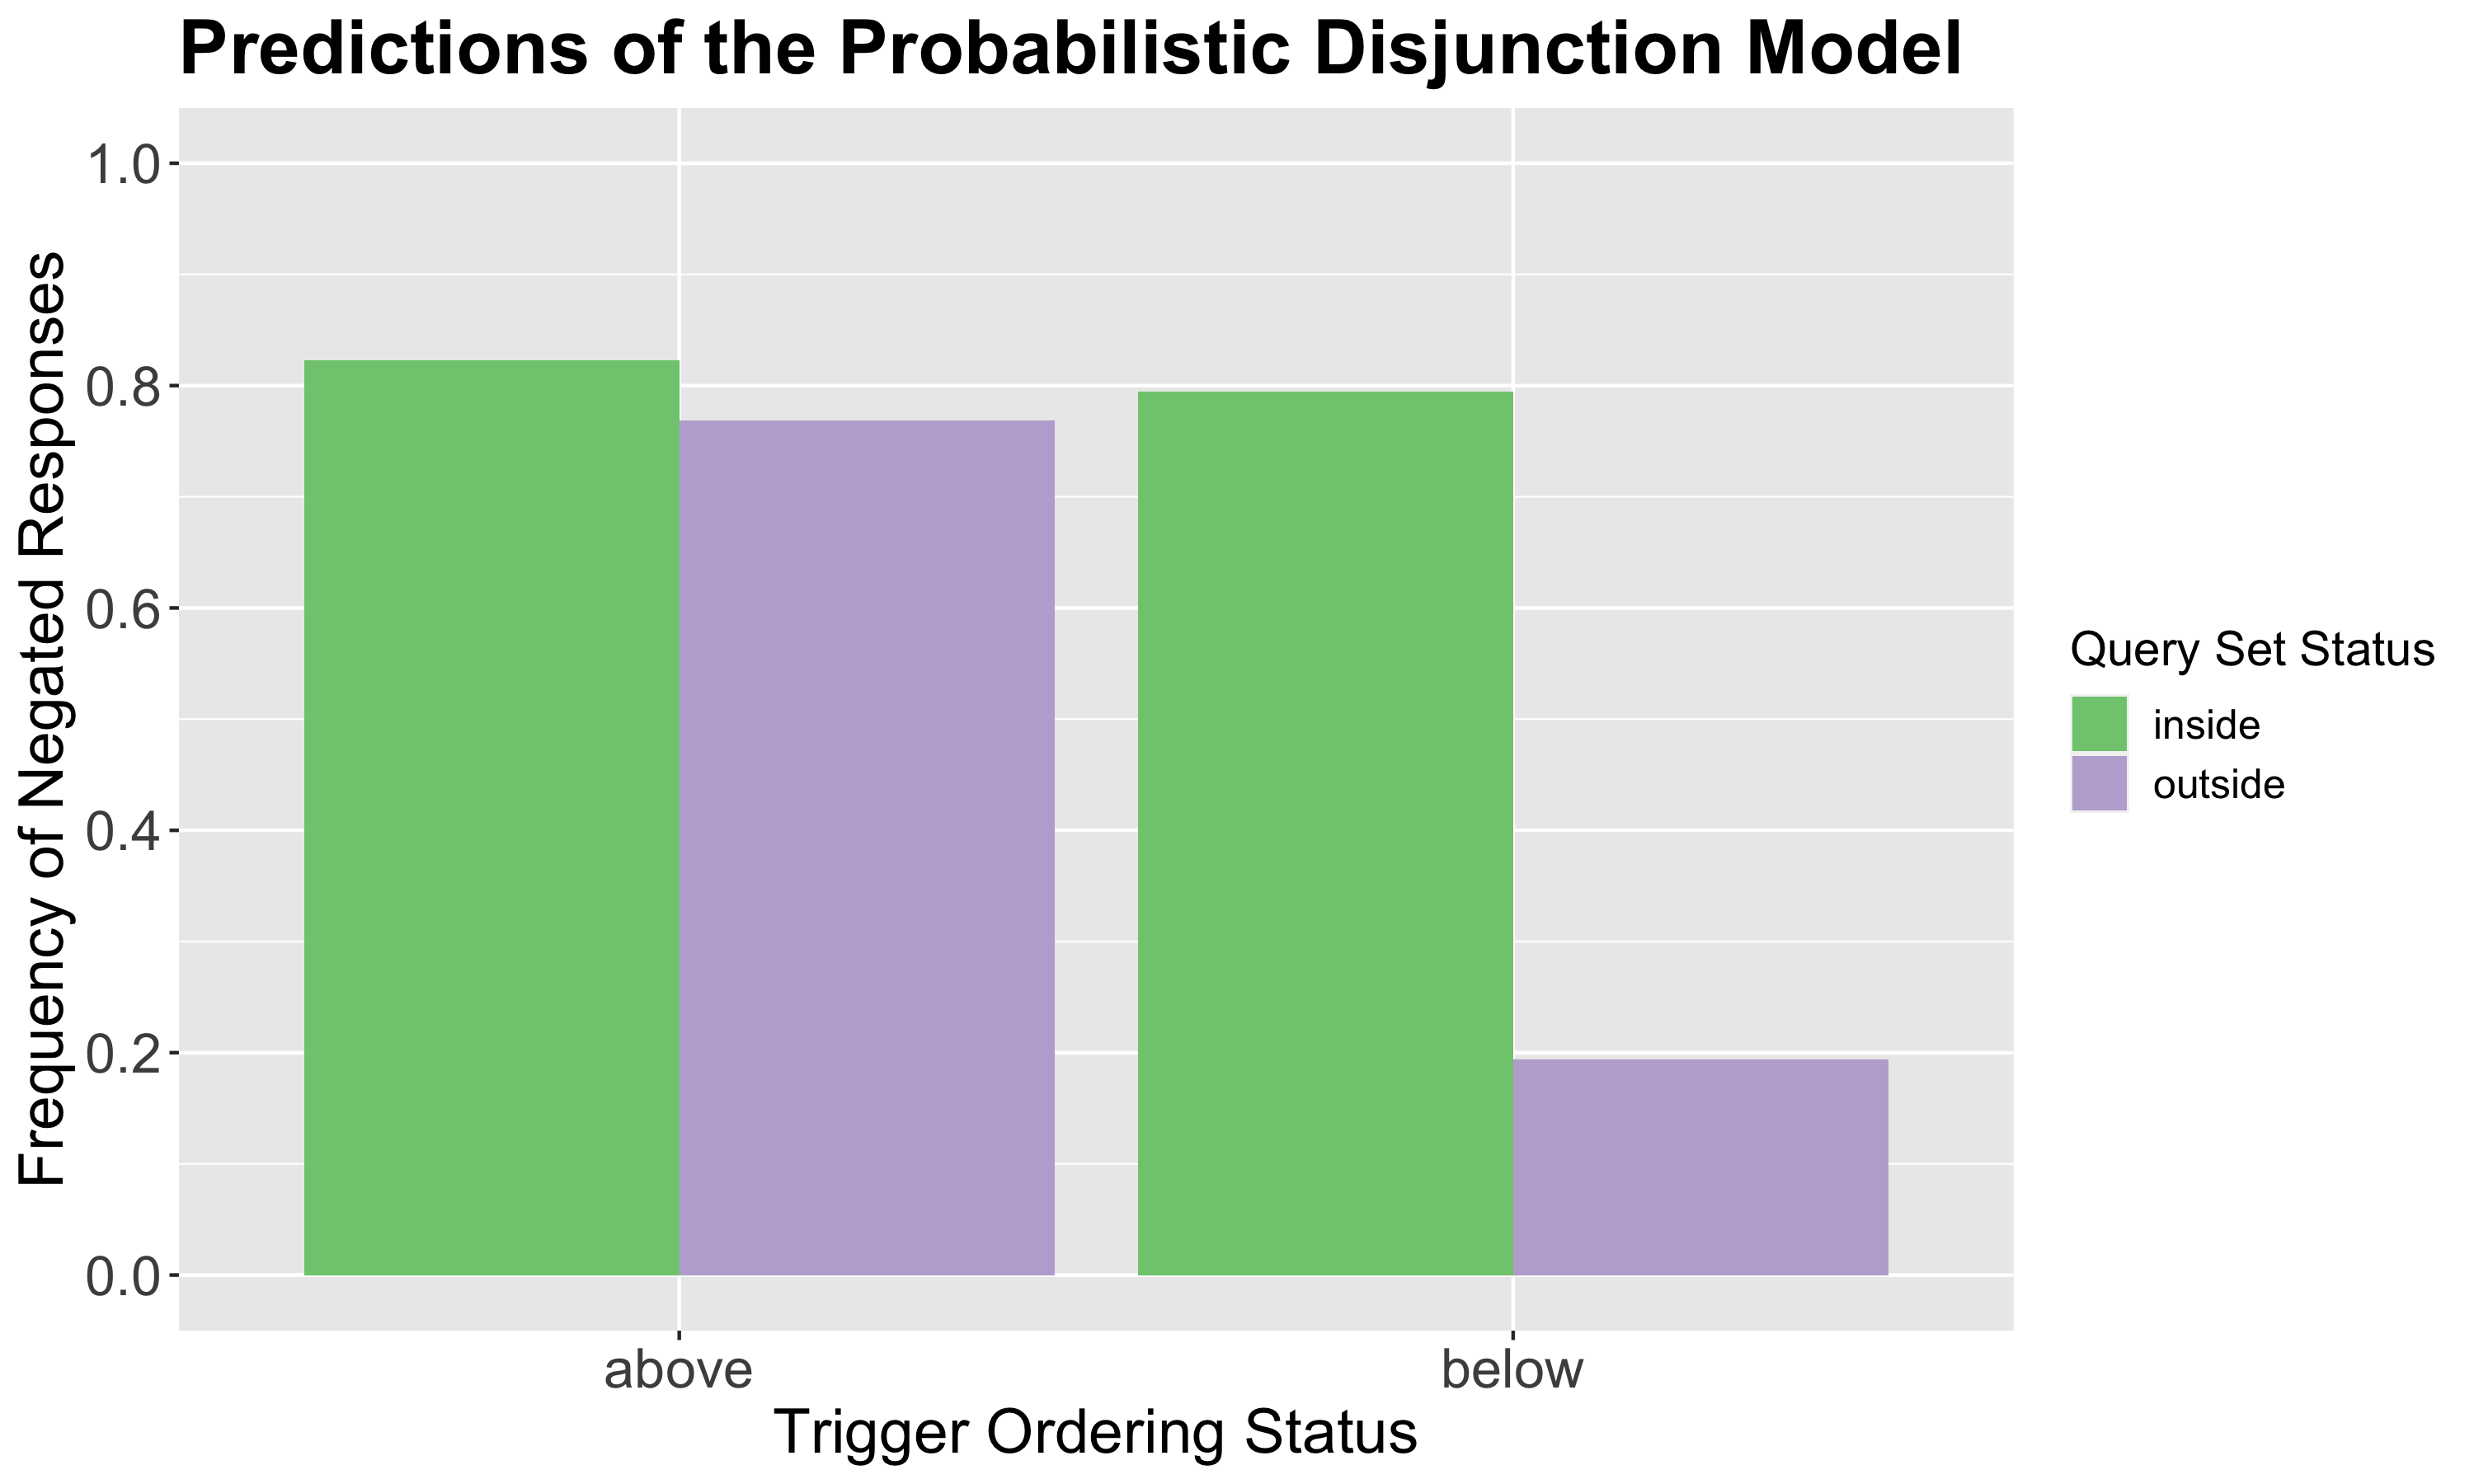 Predictions of the Probabilistic Disjunction Model
Frequency of Negated Responses
1.0
0.8
0.6
0.4
0.2
0.0
above
below
Trigger Ordering Status
Query Set Status
inside
outside